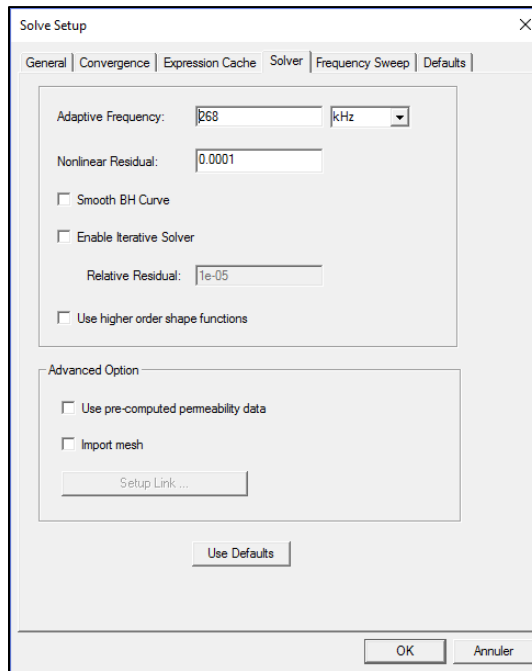 Solve Setup
General Convergence Expression Cache Solver Frequency Sweep Defaults
Adaptive Frequency: 268 kHz
Nonlinear Residual: 0.0001
Smooth BH Curve
Enable Iterative Solver
Relative Residual: 1e-05
Use higher order shape functions
Advanced Option
Use pre-computed permeability data
Import mesh
Setup Link ...
Use Defaults
OK Annuler